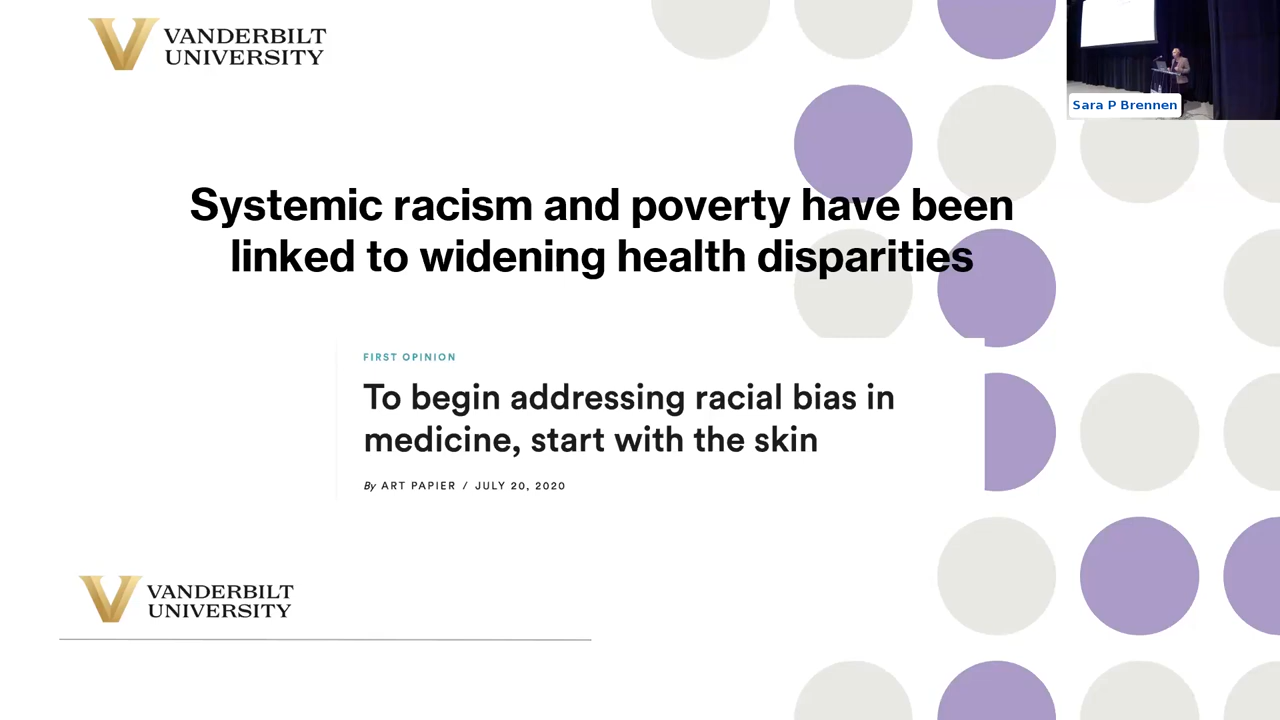 VANDERBILT
UNIVERSITY
Sara P Brennen
Systemic racism and poverty have been
linked to widening health disparities
FIRST OPINION
To begin addressing racial bias in
medicine, start with the skin
By ART PAPIER / JULY 20, 2020
VANDERBILT
UNIVERSITY